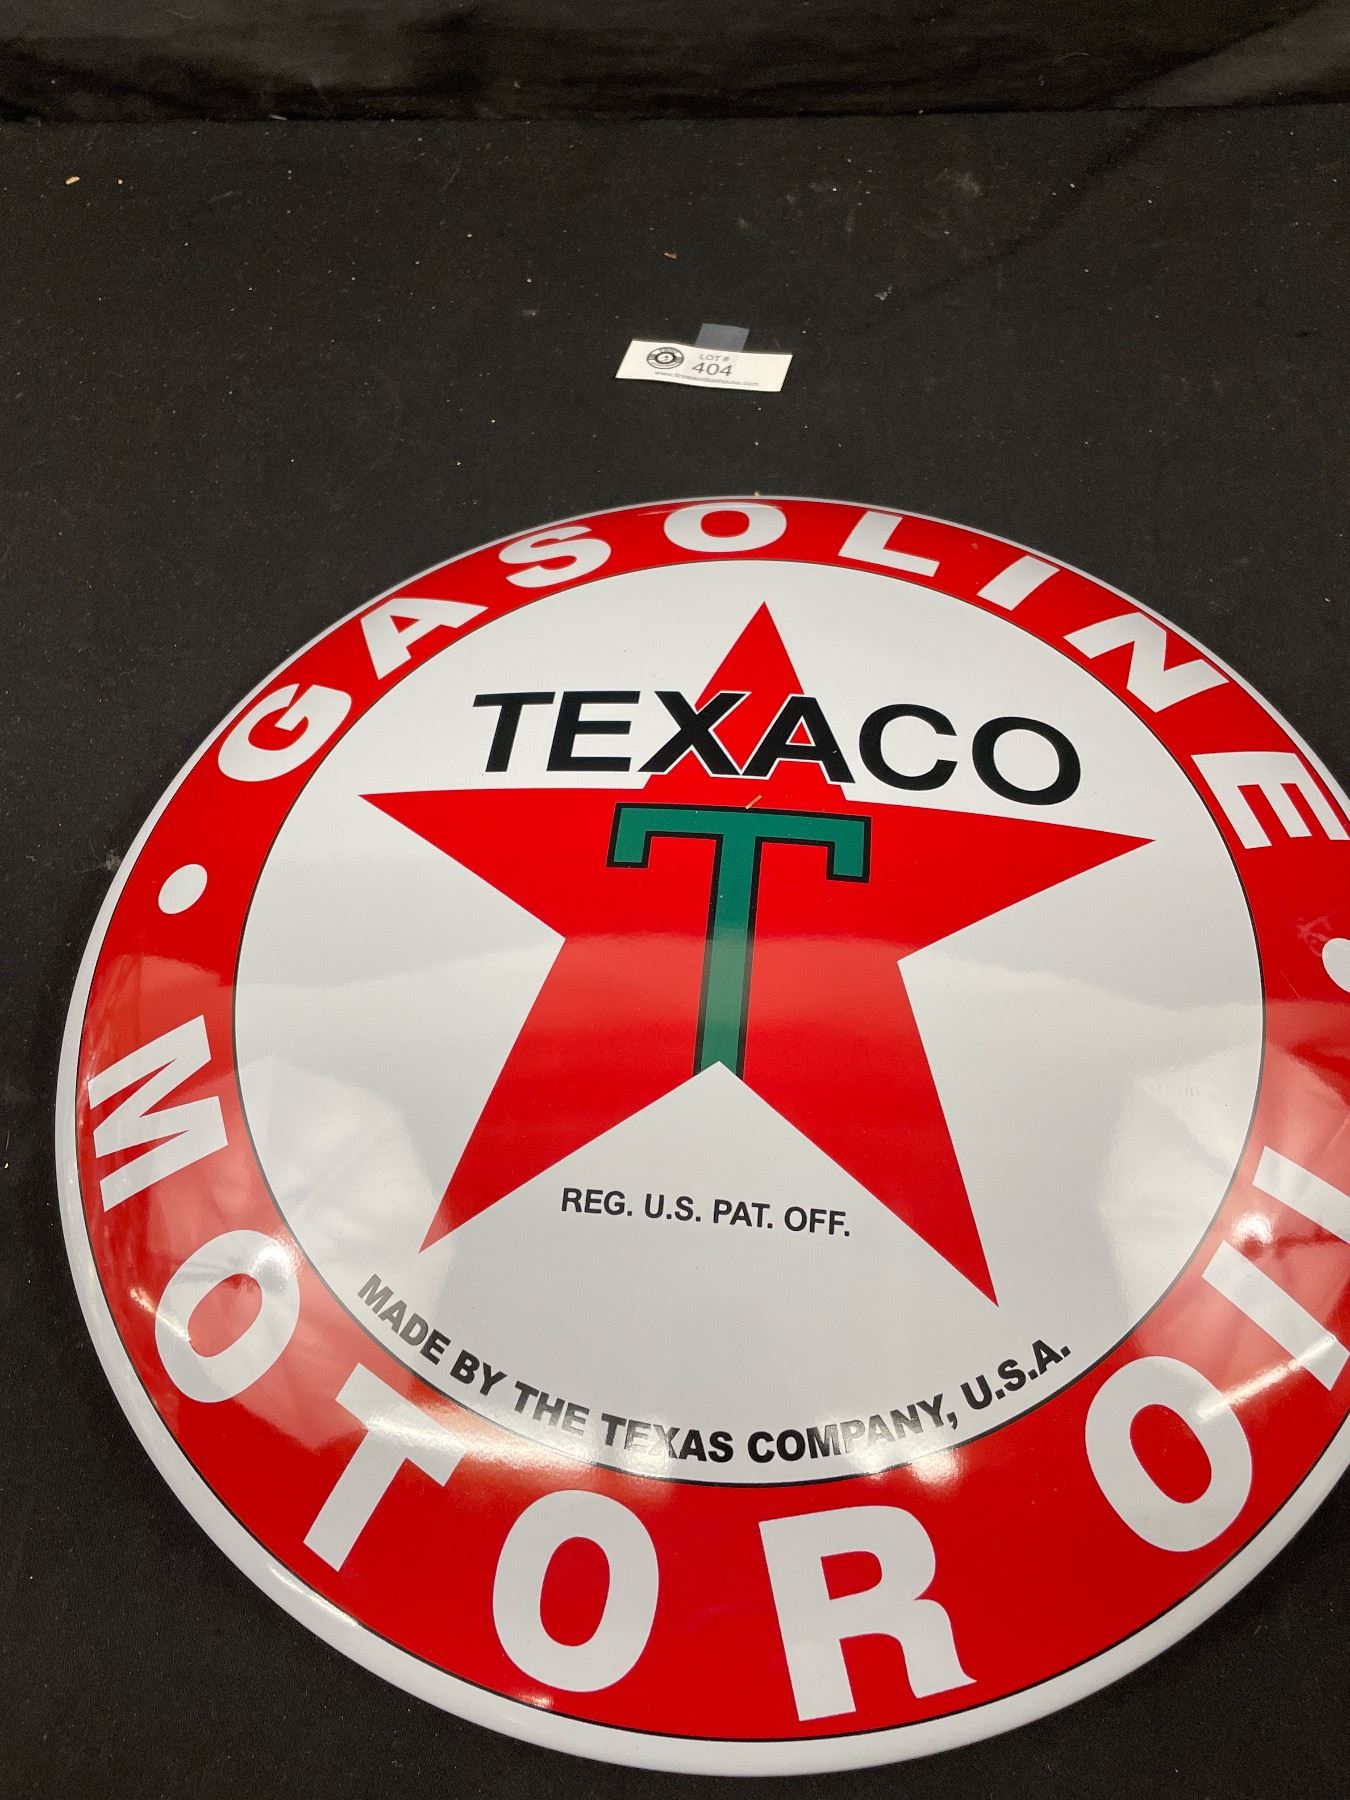 LOT #
404
GASOLINE
TEXACO
T
REG. U.S. PAT. OFF.
MADE BY THE TEXAS COMPANY, U.S.A.
MOTOR OIL